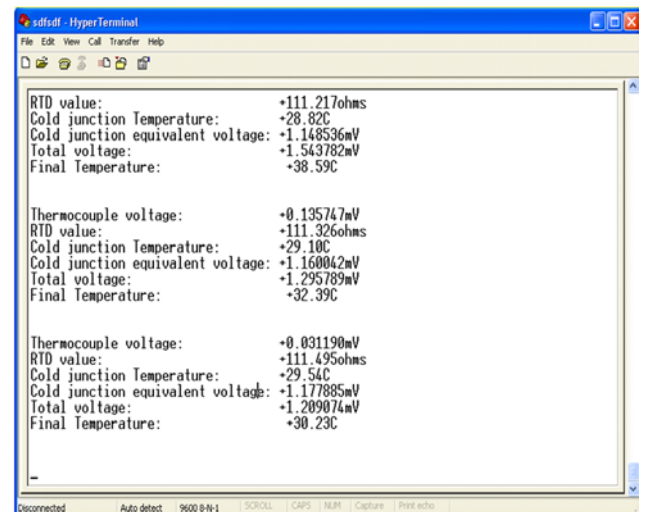 sdfsdf - HyperTerminal
File Edit View Call Transfer Help
RTD value: +111.217ohms
Cold junction Temperature: +28.82C
Cold junction equivalent voltage: +1.148536mV
Total voltage: +1.543782mV
Final Temperature: +38.59C
Thermocouple voltage: +0.135747mV
RTD value: +111.326ohms
Cold junction Temperature: +29.10C
Cold junction equivalent voltage: +1.160042mV
Total voltage: +1.295789mV
Final Temperature: +32.39C
Thermocouple voltage: +0.031190mV
RTD value: +111.495ohms
Cold junction Temperature: +29.54C
Cold junction equivalent voltage: +1.177885mV
Total voltage: +1.209074mV
Final Temperature: +30.23C
Disconnected Auto detect 9600 8-N-1 SCROLL CAPS NUM Capture Print echo